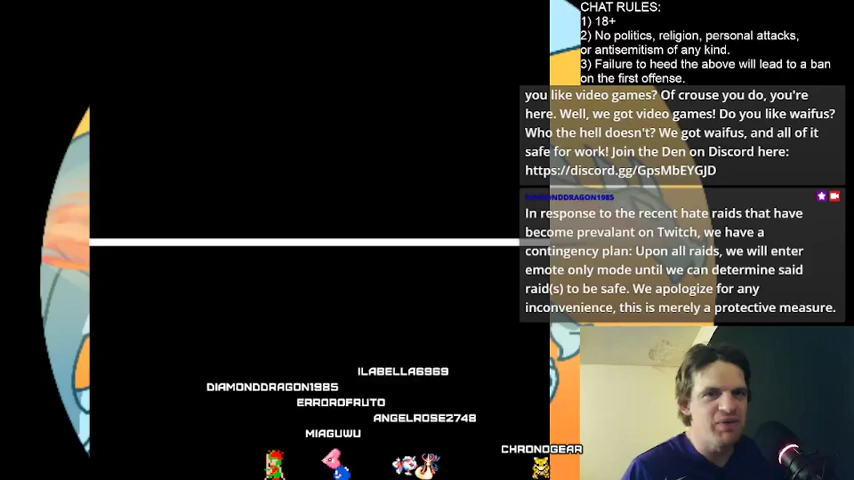 CHAT RULES:
1) 18+
2) No politics, religion, personal attacks,
or antisemitism of any kind.
3) Failure to heed the above will lead to a ban
on the first offense.
you like video games? Of crouse you do, you're
here. Well, we got video games! Do you like waifus?
Who the hell doesn't? We got waifus, and all of it
safe for work! Join the Den on Discord here:
https://discord.gg/GpsMbEYGJD
DIAMONDDRAGON1985
In response to the recent hate raids that have
become prevalant on Twitch, we have a
contingency plan: Upon all raids, we will enter
emote only mode until we can determine said
raid(s) to be safe. We apologize for any
inconvenience, this is merely a protective measure.
ILABELLA6969
DIAMONDDRAGON1985
ERROROFRUTO
ANGELROSE2748
MIAGUWU
CHRONOGEAR